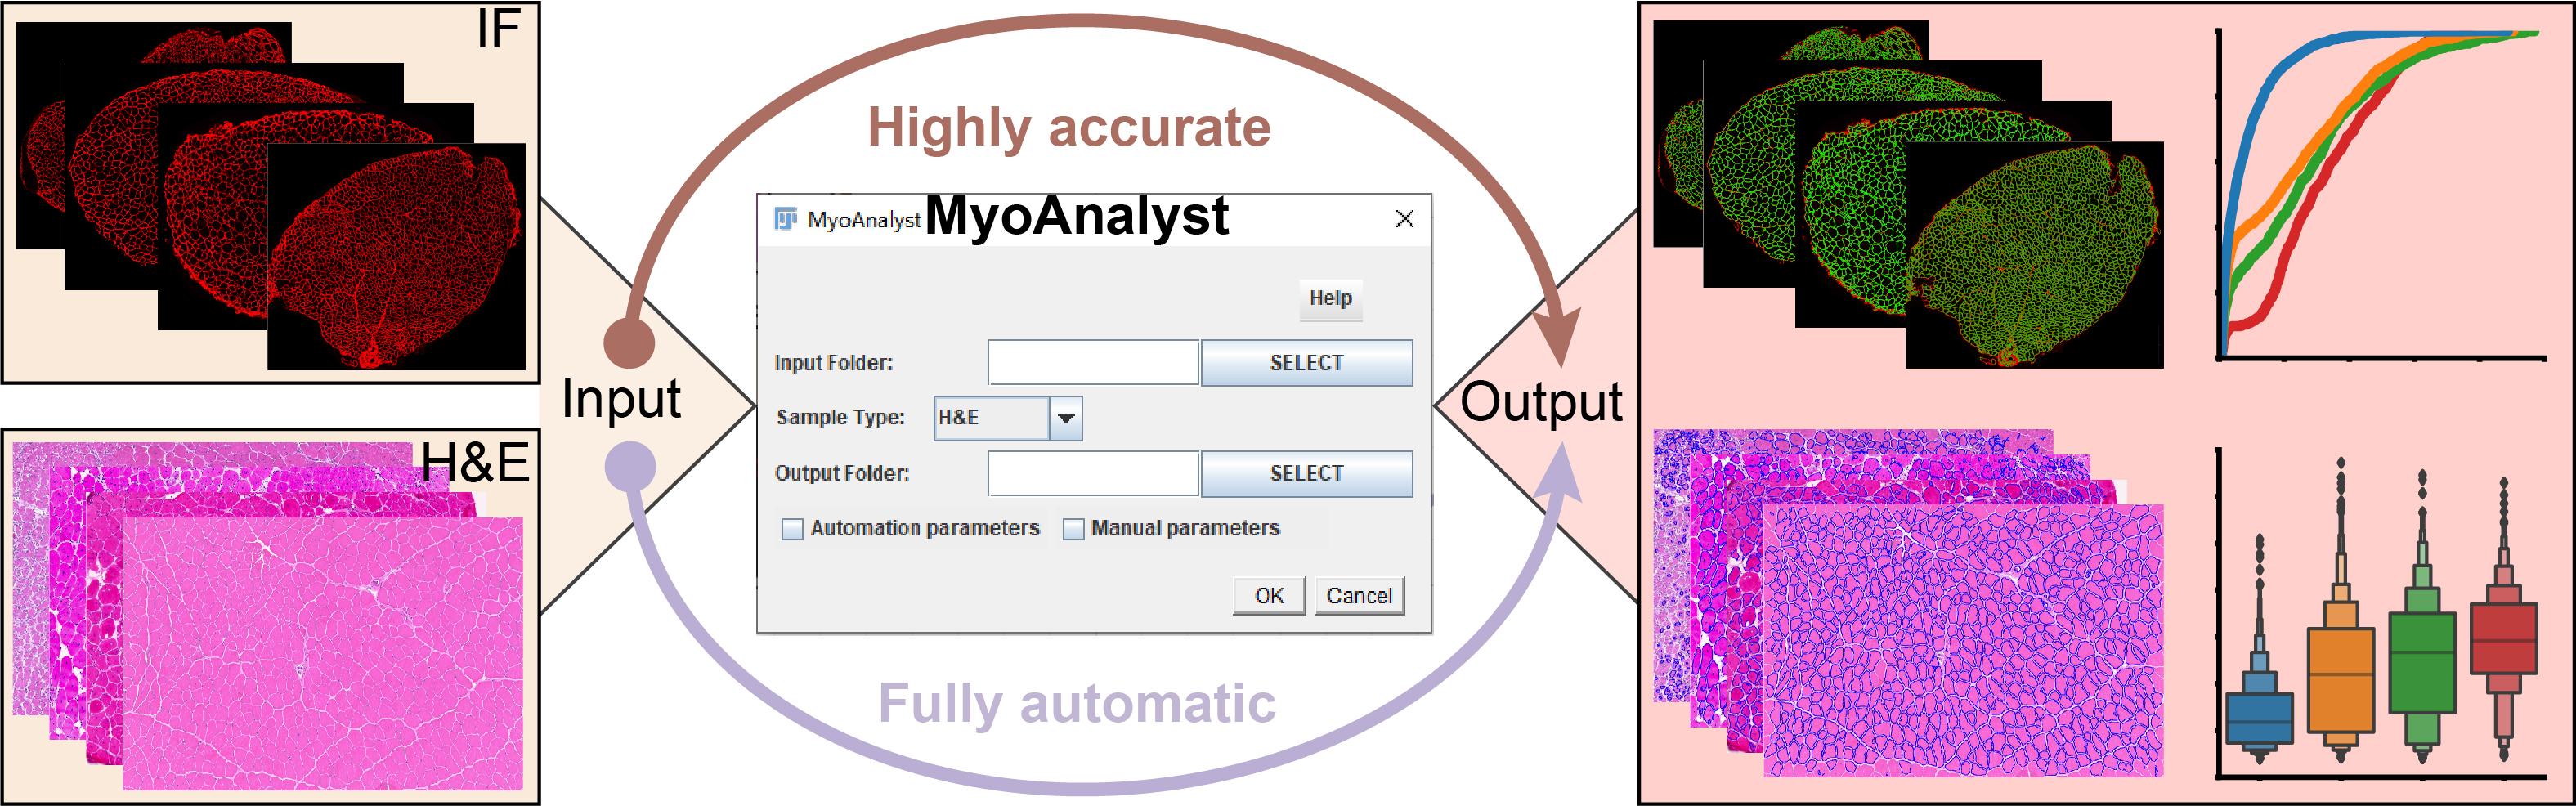 IF
H&E
Input
Highly accurate
MyoAnalyst MyoAnalyst
Help
Input Folder: SELECT
Sample Type: H&E
Output Folder: SELECT
Automation parameters Manual parameters
OK Cancel
Fully automatic
Output